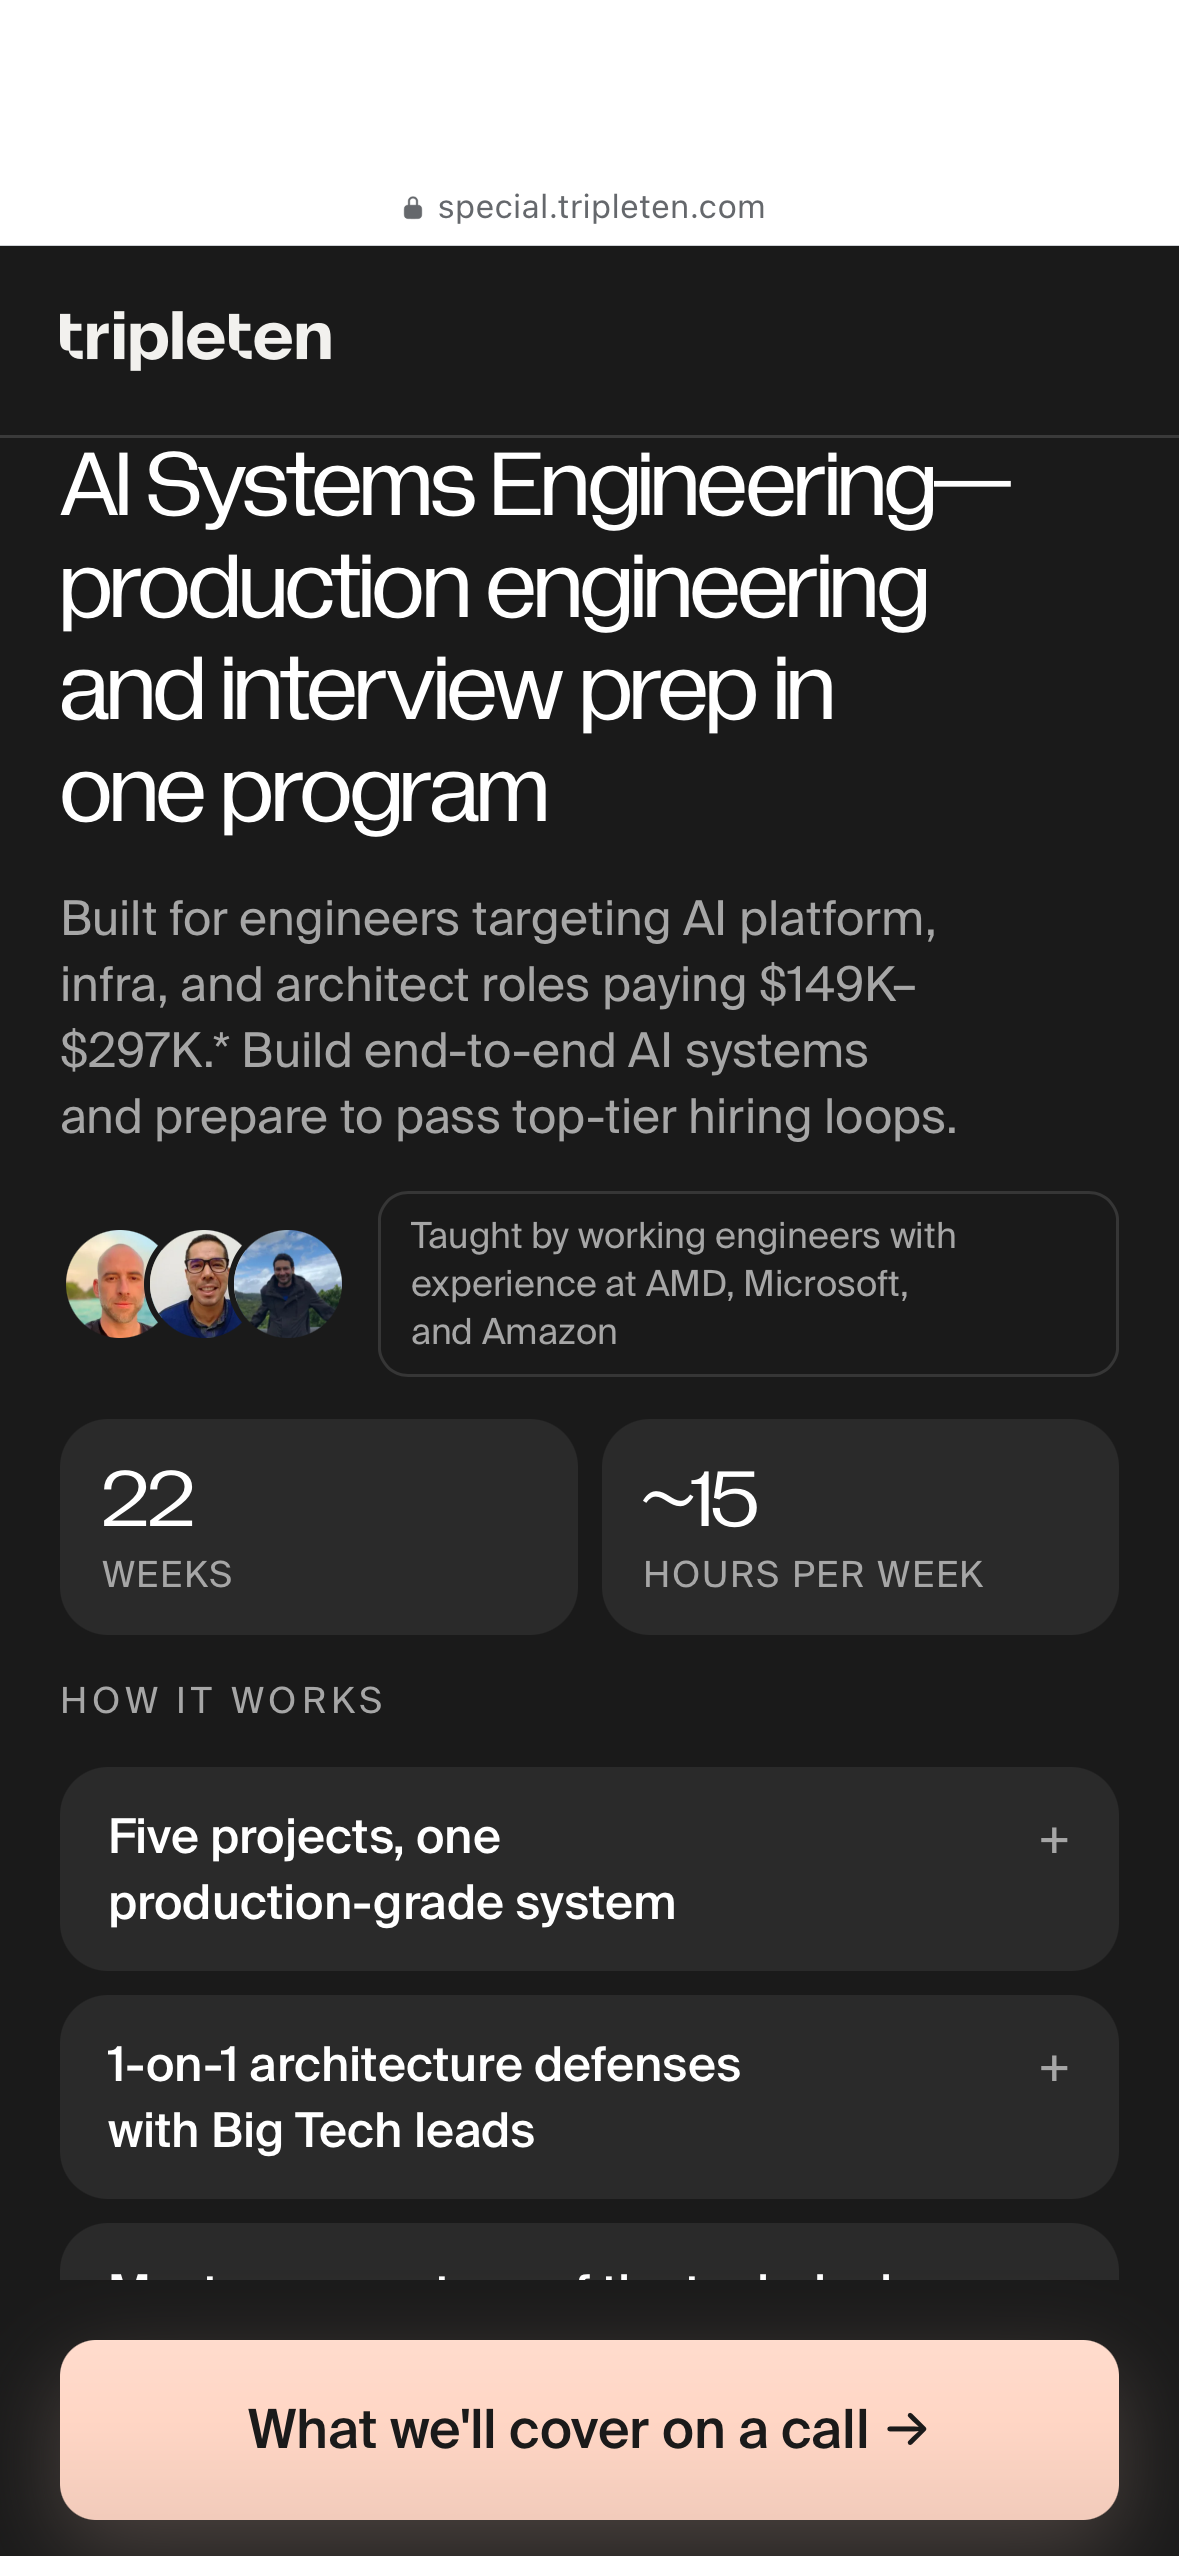 special.tripleten.com
tripleten
AI Systems Engineering—
production engineering
and interview prep in
one program
Built for engineers targeting AI platform,
infra, and architect roles paying $149K–
$297K.* Build end-to-end AI systems
and prepare to pass top-tier hiring loops.
Taught by working engineers with
experience at AMD, Microsoft,
and Amazon
22
WEEKS
~15
HOURS PER WEEK
HOW IT WORKS
Five projects, one
production-grade system
+
1-on-1 architecture defenses
with Big Tech leads
+
What we'll cover on a call →